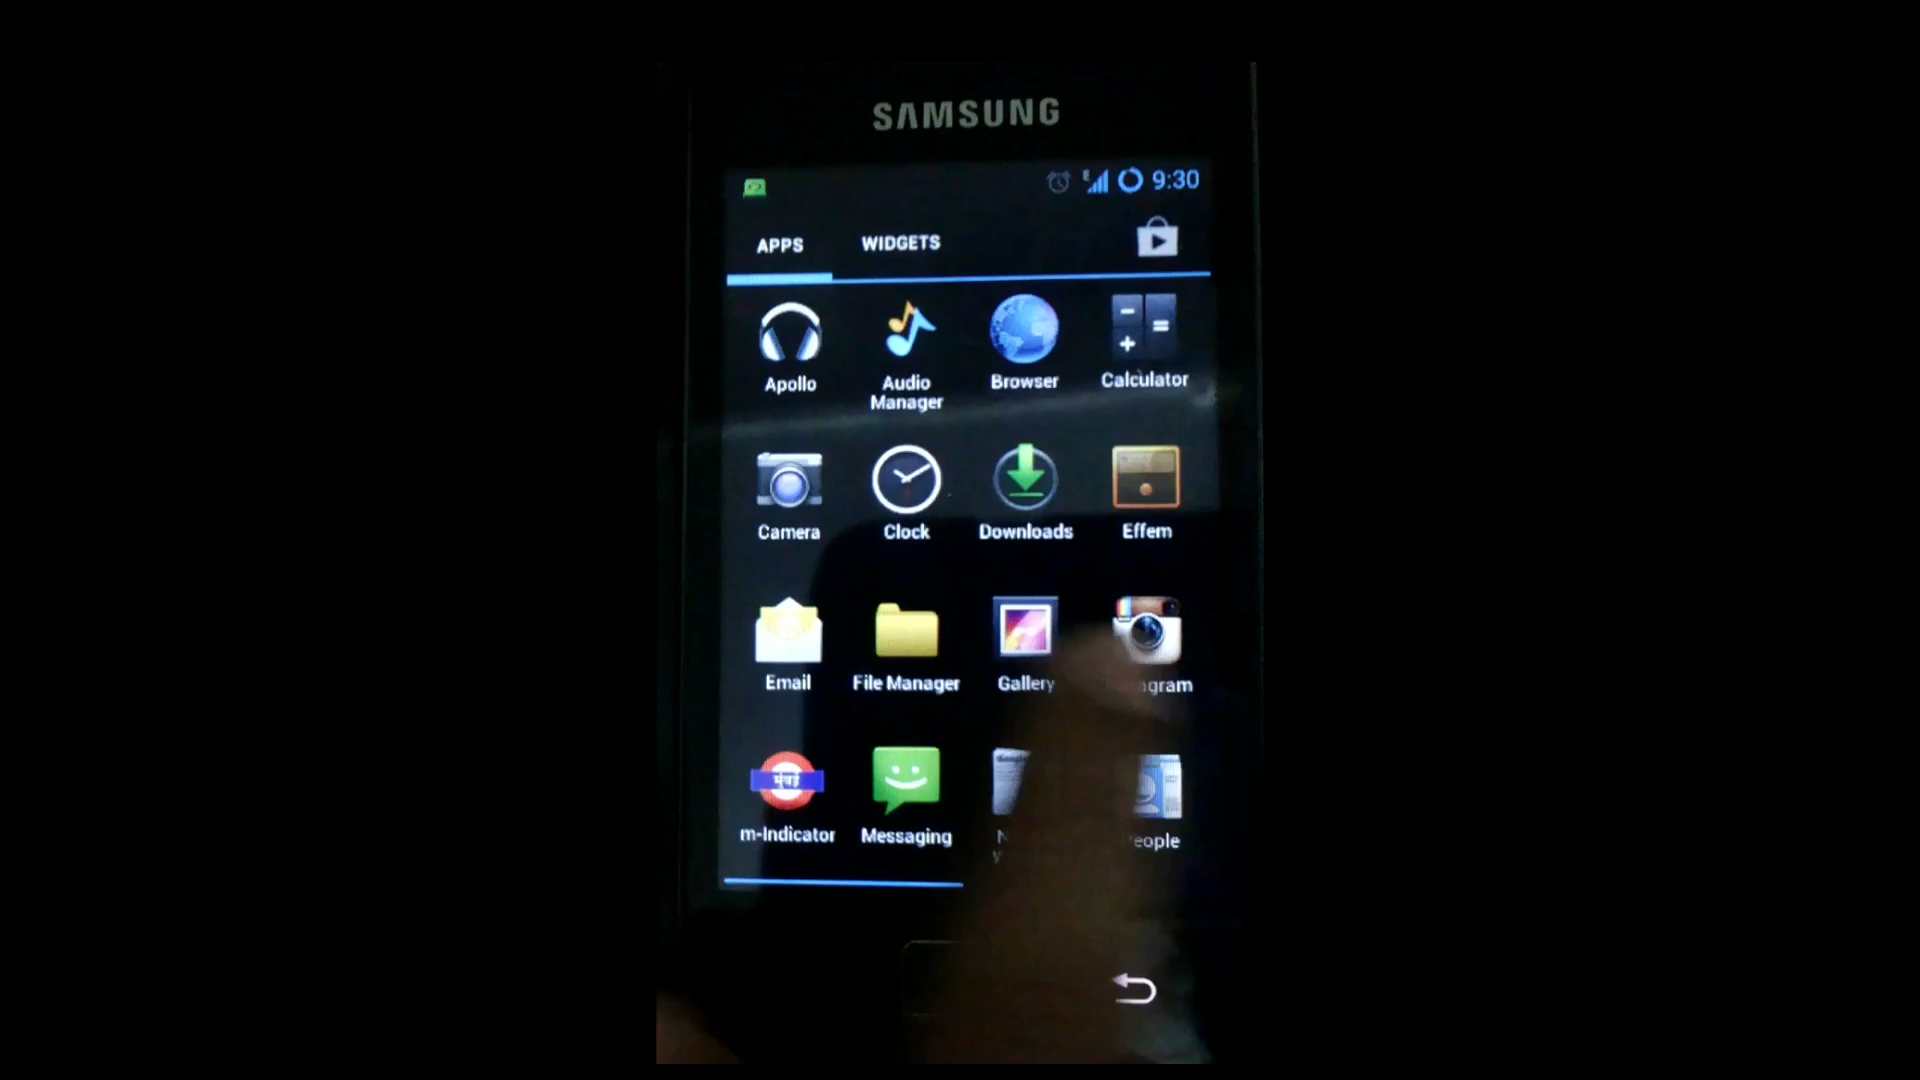 SAMSUNG
9:30
APPS WIDGETS
Apollo Audio Manager Browser Calculator
Camera Clock Downloads Effem
Email File Manager Gallery
मुंबई
m-Indicator Messaging